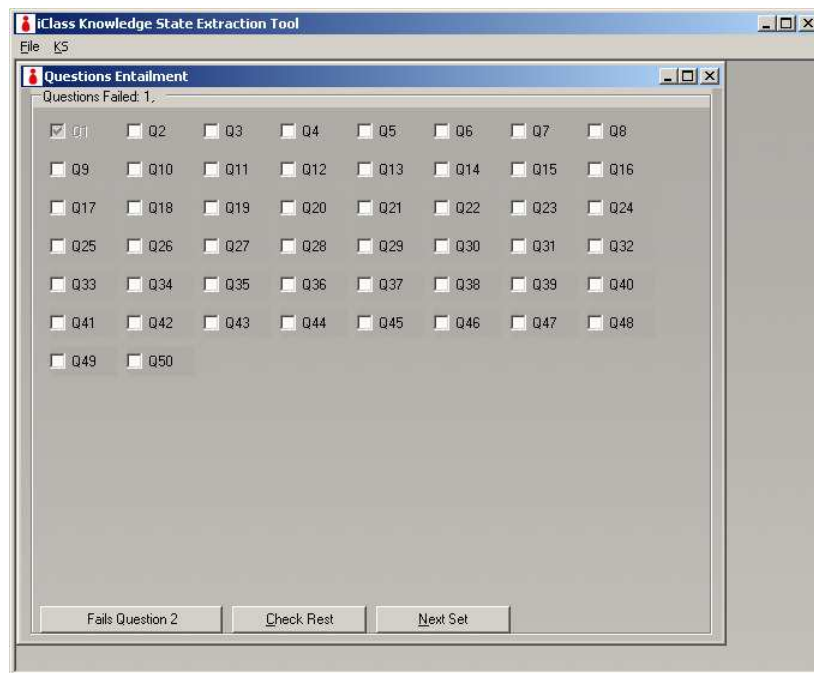 iClass Knowledge State Extraction Tool
File KS
Questions Entailment
Questions Failed: 1,
Q1 Q2 Q3 Q4 Q5 Q6 Q7 Q8
Q9 Q10 Q11 Q12 Q13 Q14 Q15 Q16
Q17 Q18 Q19 Q20 Q21 Q22 Q23 Q24
Q25 Q26 Q27 Q28 Q29 Q30 Q31 Q32
Q33 Q34 Q35 Q36 Q37 Q38 Q39 Q40
Q41 Q42 Q43 Q44 Q45 Q46 Q47 Q48
Q49 Q50
Fails Question 2 Check Rest Next Set